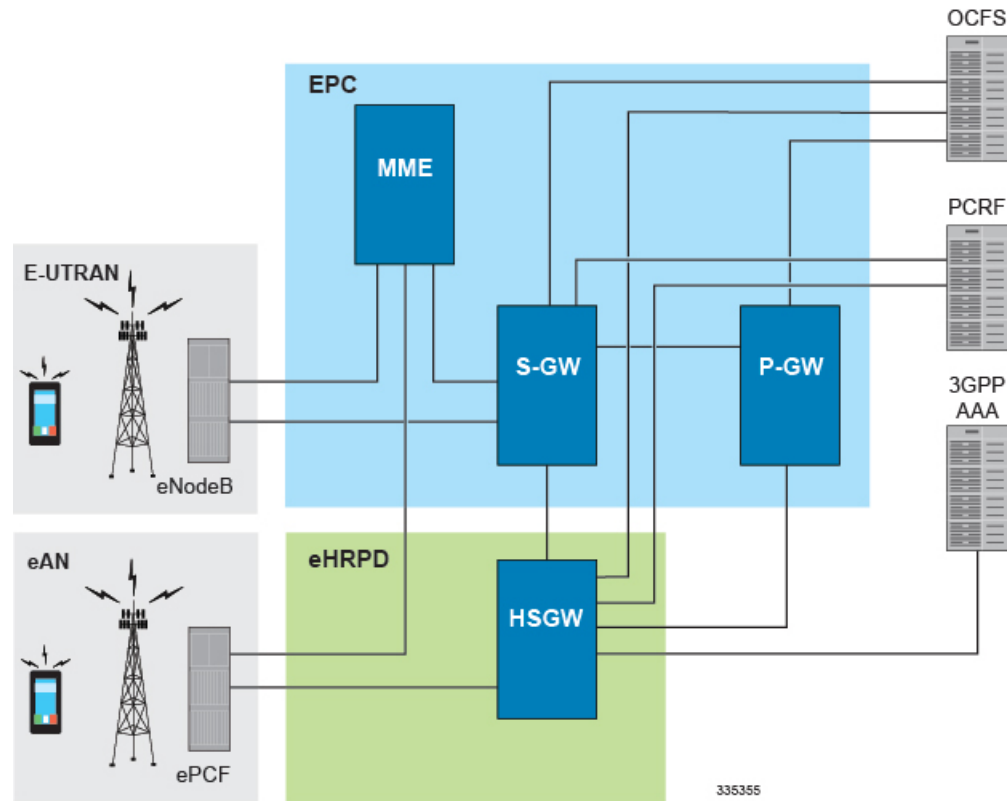 OCFS
EPC
MME
PCRF
E-UTRAN
S-GW
P-GW
3GPP
AAA
eNodeB
eAN
eHRPD
HSGW
ePCF
335355